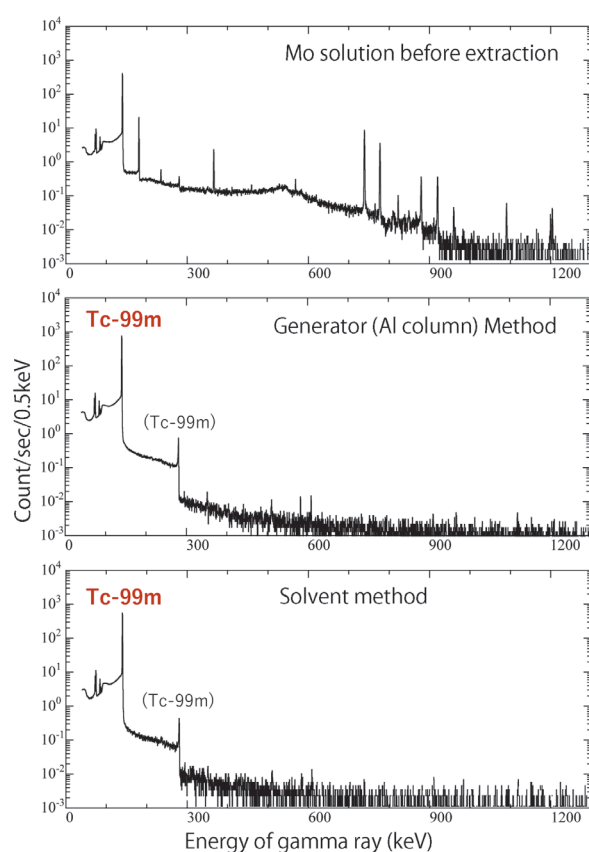 10⁴
Mo solution before extraction
10³
10²
10¹
10⁰
10⁻¹
10⁻²
10⁻³
0 300 600 900 1200
10⁴
Tc-99m Generator (Al column) Method
10³
10²
10¹
(Tc-99m)
10⁰
10⁻¹
10⁻²
10⁻³
0 300 600 900 1200
Count/sec/0.5keV
10⁴
Tc-99m Solvent method
10³
10²
10¹
(Tc-99m)
10⁰
10⁻¹
10⁻²
10⁻³
0 300 600 900 1200
Energy of gamma ray (keV)